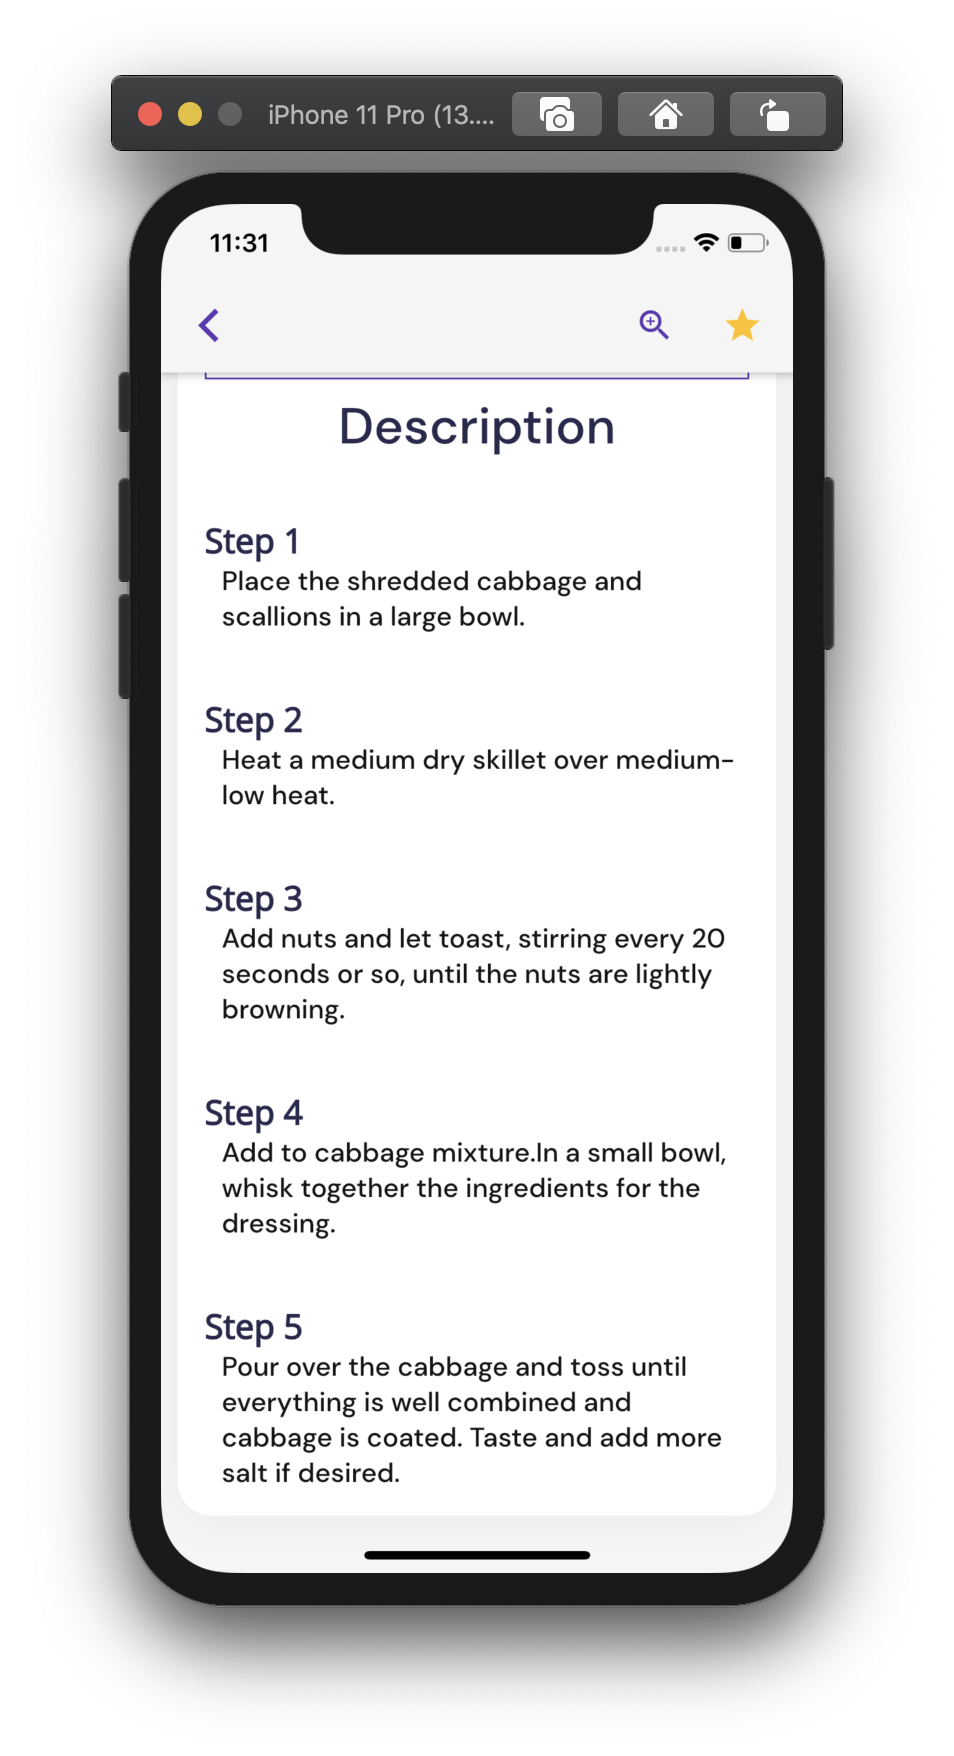 iPhone 11 Pro (13....
11:31
Description
Step 1
Place the shredded cabbage and
scallions in a large bowl.
Step 2
Heat a medium dry skillet over medium-
low heat.
Step 3
Add nuts and let toast, stirring every 20
seconds or so, until the nuts are lightly
browning.
Step 4
Add to cabbage mixture.In a small bowl,
whisk together the ingredients for the
dressing.
Step 5
Pour over the cabbage and toss until
everything is well combined and
cabbage is coated. Taste and add more
salt if desired.